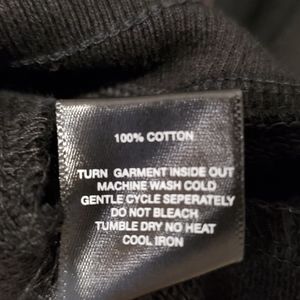 100% COTTON
TURN GARMENT INSIDE OUT
MACHINE WASH COLD
GENTLE CYCLE SEPERATELY
DO NOT BLEACH
TUMBLE DRY NO HEAT
COOL IRON